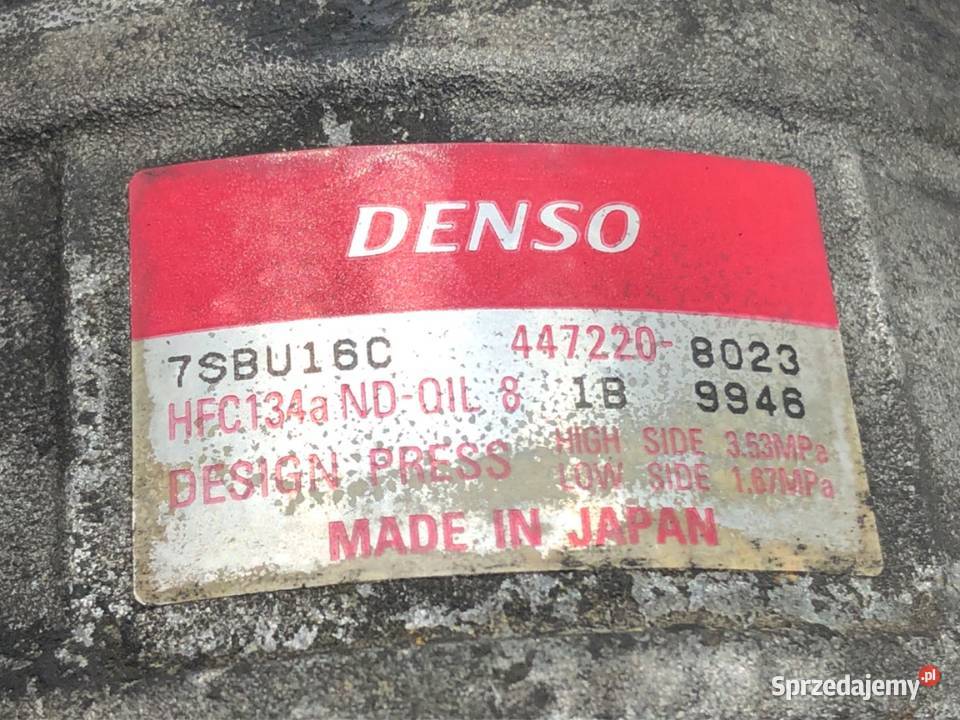 DENSO
7SBU16C 447220-8023
HFC134a ND-OIL 8 1B 9946
DESIGN PRESS HIGH SIDE 3.53MPa
LOW SIDE 1.67MPa
MADE IN JAPAN
Sprzedajemy.pl